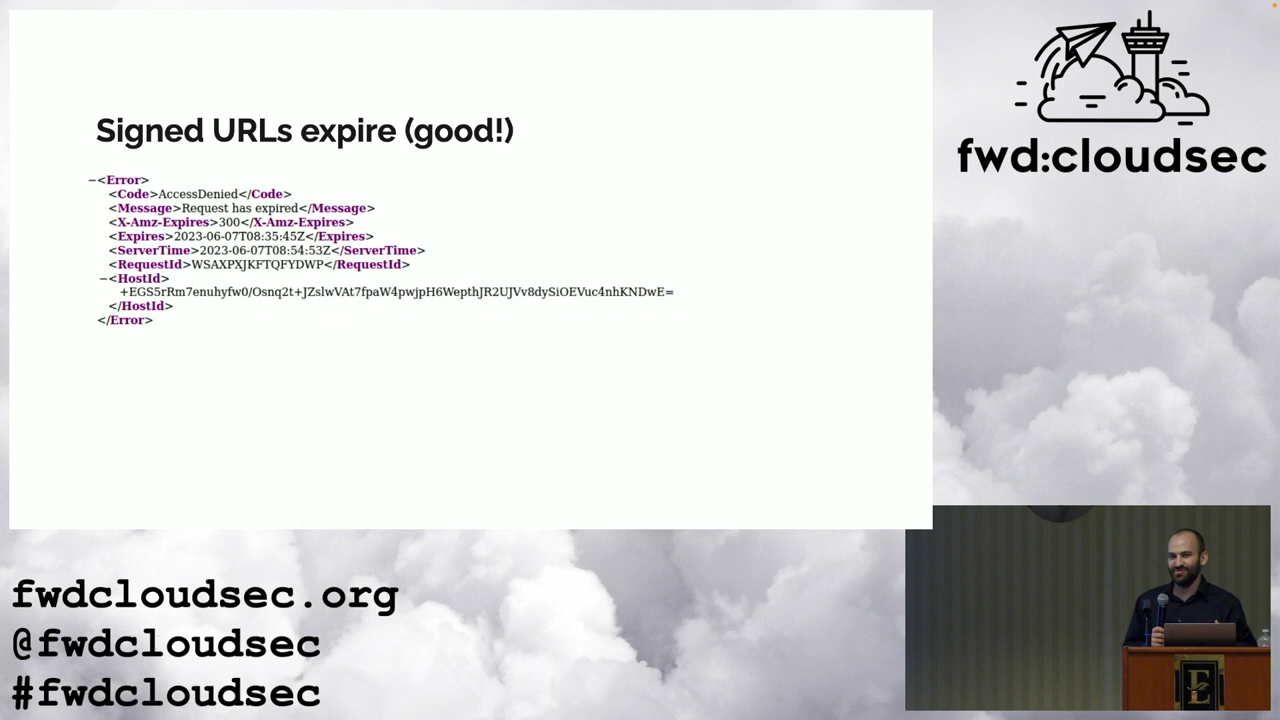 Signed URLs expire (good!)
−<Error>
<Code>AccessDenied</Code>
<Message>Request has expired</Message>
<X-Amz-Expires>300</X-Amz-Expires>
<Expires>2023-06-07T08:35:45Z</Expires>
<ServerTime>2023-06-07T08:54:53Z</ServerTime>
<RequestId>WSAXPXJKFTQFYDWP</RequestId>
−<HostId>
+EGS5rRm7enuhyfw0/Osnq2t+JZslwVAt7fpaW4pwjpH6WepthJR2UJVv8dySiOEVuc4nhKNDwE=
</HostId>
</Error>
fwd:cloudsec
fwdcloudsec.org
@fwdcloudsec
#fwdcloudsec
E